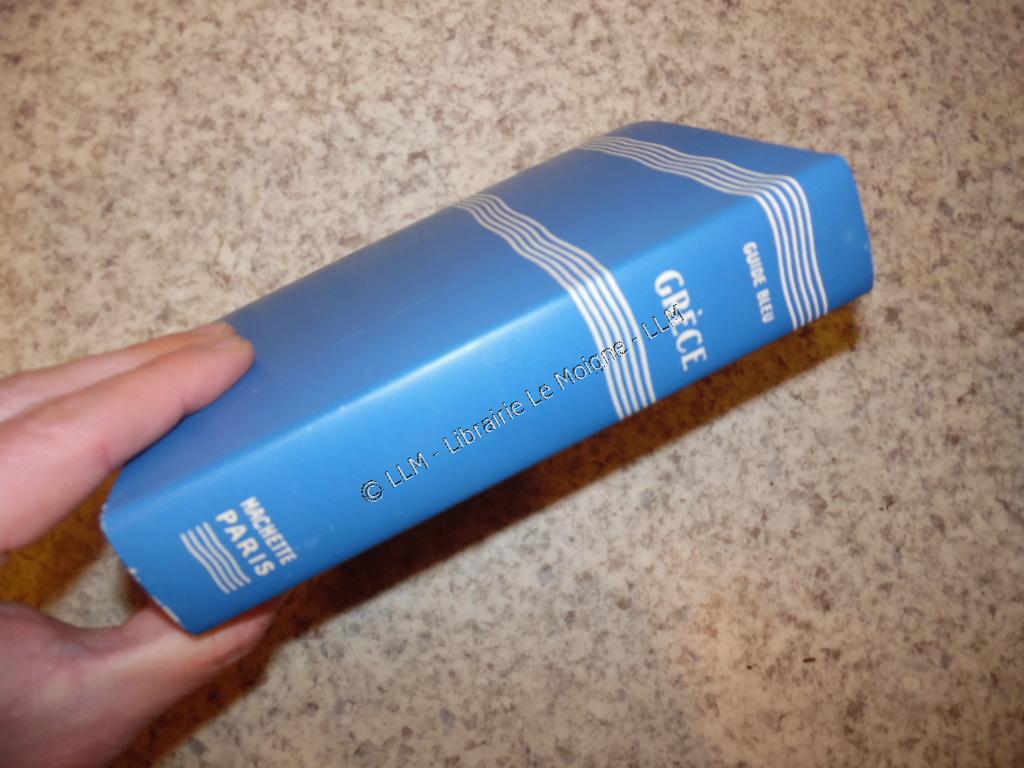 GUIDE BLEU
GRÈCE
© LLM - Librairie Le Moigne - LLM
HACHETTE
PARIS